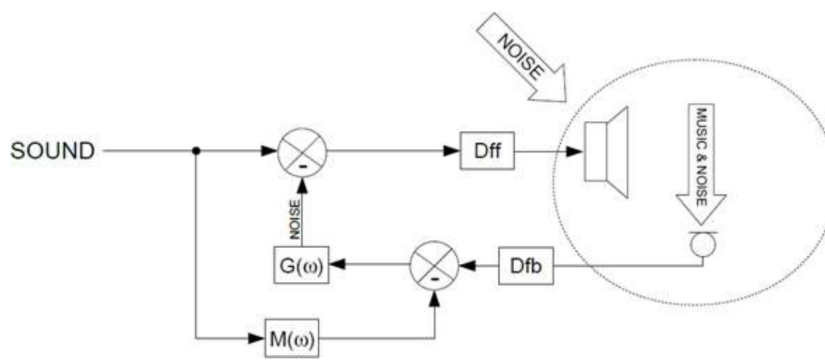 NOISE
SOUND
-
Dff
MUSIC & NOISE
NOISE
G(ω)
-
Dfb
M(ω)